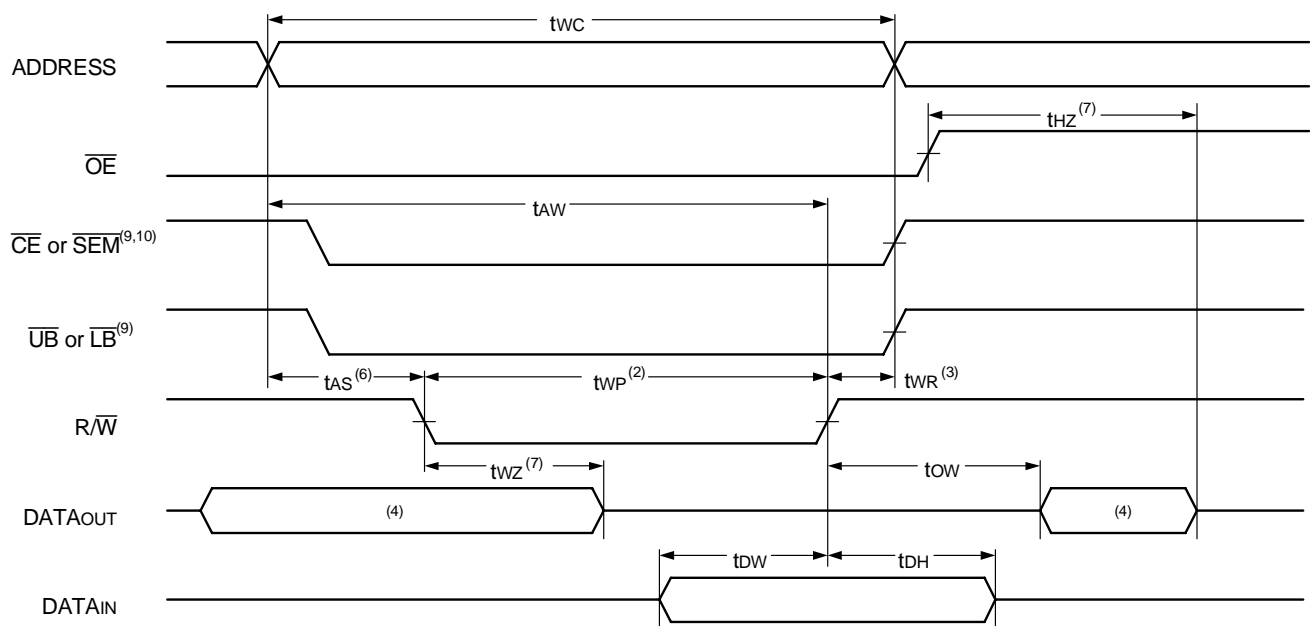 tWC
ADDRESS
tHZ(7)
OE
tAW
CE or SEM(9,10)
UB or LB(9)
tAS(6) tWP(2) tWR(3)
R/W
tWZ(7) tOW
DATAOUT (4) (4)
tDW tDH
DATAIN